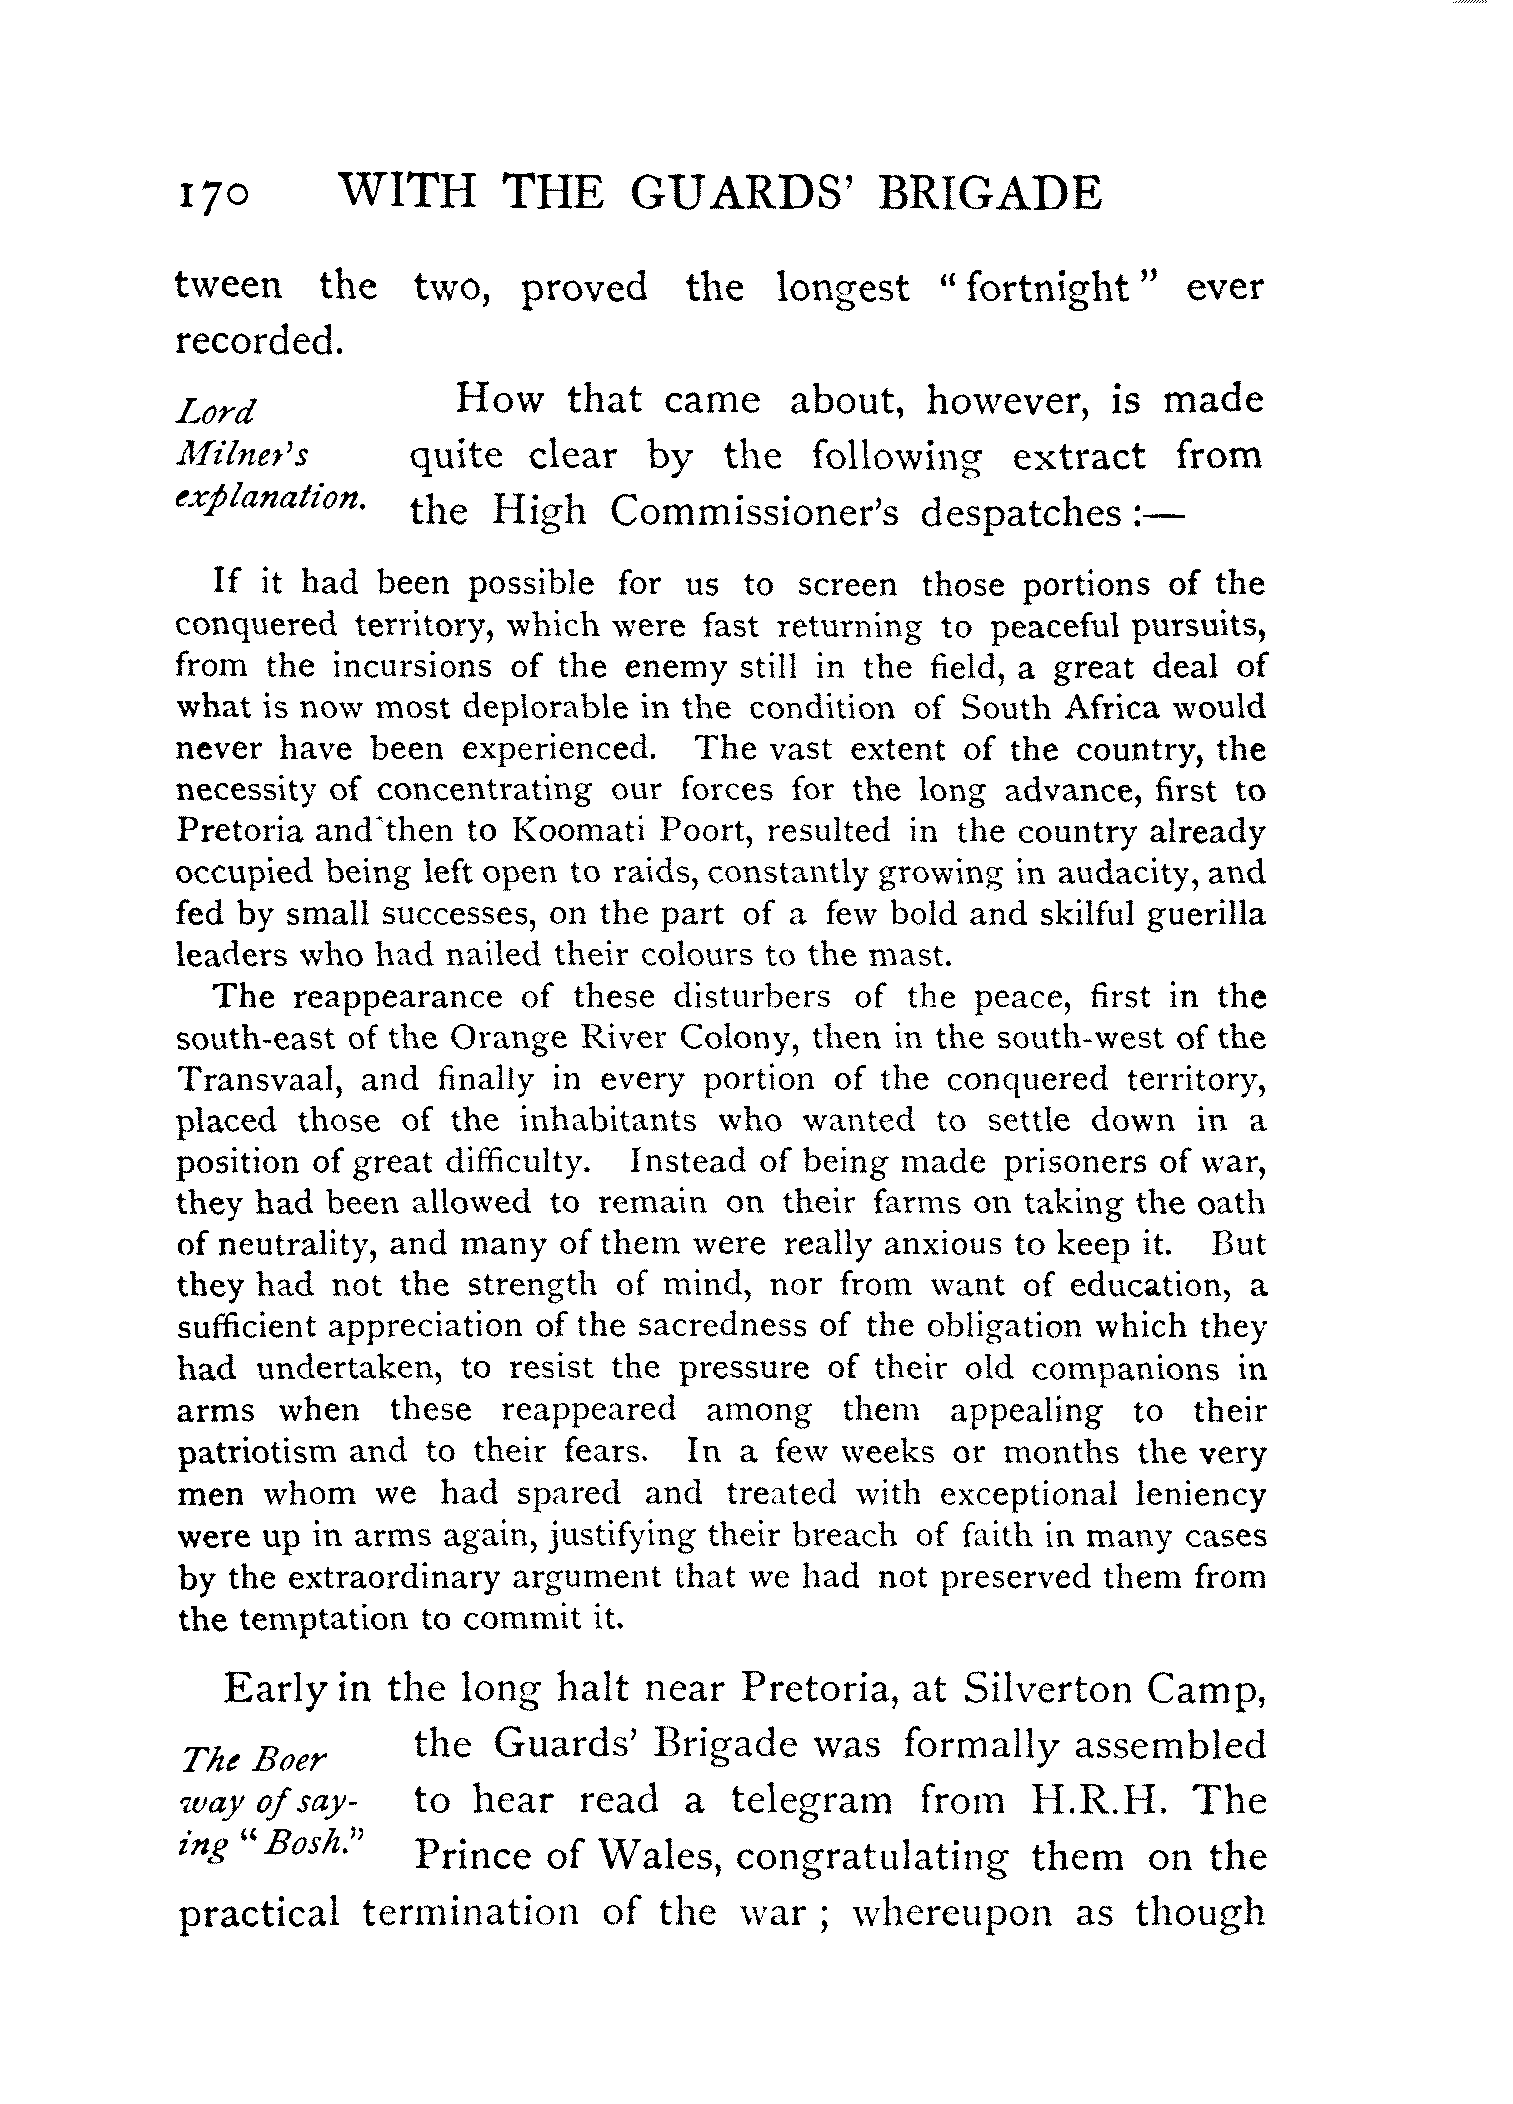 170 WITH THE GUARDS' BRIGADE
tween the two, proved the longest "fortnight" ever
recorded.
Lord
Milner's
explanation.
How that came about, however, is made
quite clear by the following extract from
the High Commissioner's despatches:—
If it had been possible for us to screen those portions of the
conquered territory, which were fast returning to peaceful pursuits,
from the incursions of the enemy still in the field, a great deal of
what is now most deplorable in the condition of South Africa would
never have been experienced. The vast extent of the country, the
necessity of concentrating our forces for the long advance, first to
Pretoria and then to Koomati Poort, resulted in the country already
occupied being left open to raids, constantly growing in audacity, and
fed by small successes, on the part of a few bold and skilful guerilla
leaders who had nailed their colours to the mast.
The reappearance of these disturbers of the peace, first in the
south-east of the Orange River Colony, then in the south-west of the
Transvaal, and finally in every portion of the conquered territory,
placed those of the inhabitants who wanted to settle down in a
position of great difficulty. Instead of being made prisoners of war,
they had been allowed to remain on their farms on taking the oath
of neutrality, and many of them were really anxious to keep it. But
they had not the strength of mind, nor from want of education, a
sufficient appreciation of the sacredness of the obligation which they
had undertaken, to resist the pressure of their old companions in
arms when these reappeared among them appealing to their
patriotism and to their fears. In a few weeks or months the very
men whom we had spared and treated with exceptional leniency
were up in arms again, justifying their breach of faith in many cases
by the extraordinary argument that we had not preserved them from
the temptation to commit it.
Early in the long halt near Pretoria, at Silverton Camp,
The Boer
way of say-
ing "Bosh."
the Guards' Brigade was formally assembled
to hear read a telegram from H.R.H. The
Prince of Wales, congratulating them on the
practical termination of the war; whereupon as though